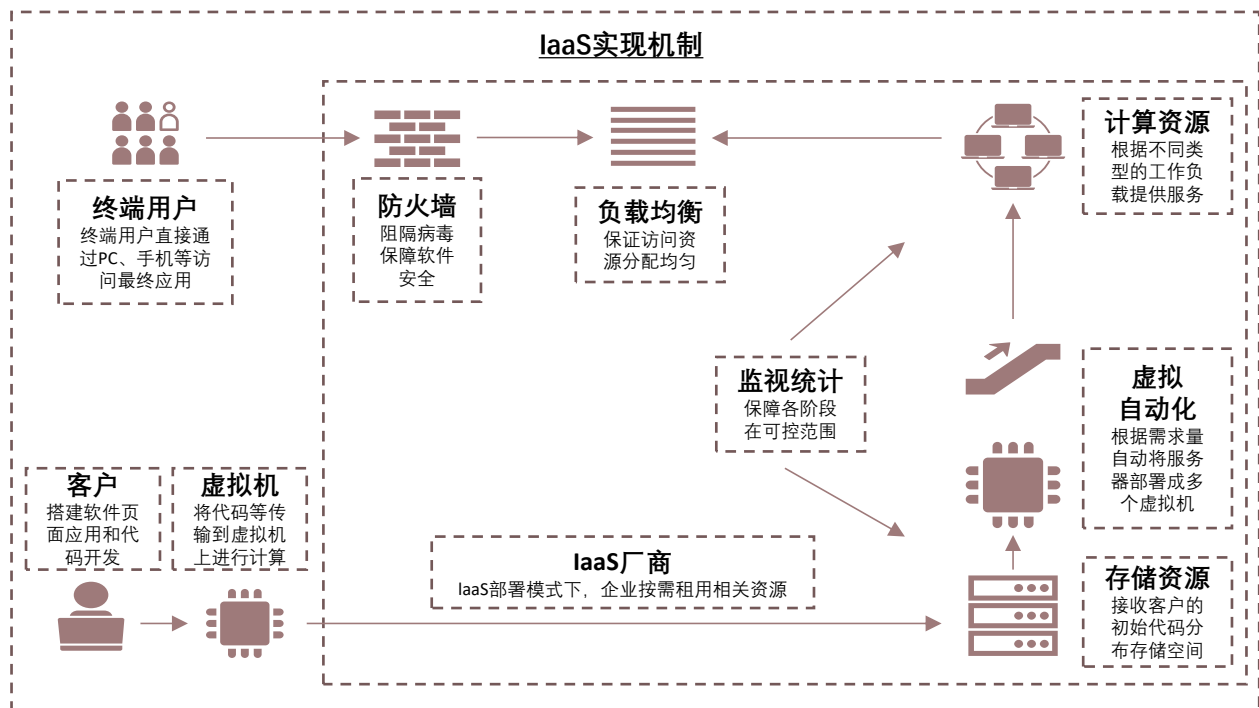 IaaS实现机制
终端用户
终端用户直接通
过PC、手机等访
问最终应用
防火墙
阻隔病毒
保障软件
安全
负载均衡
保证访问资
源分配均匀
计算资源
根据不同类
型的工作负
载提供服务
监视统计
保障各阶段
在可控范围
虚拟
自动化
根据需求量
自动将服务
器部署成多
个虚拟机
客户
搭建软件页
面应用和代
码开发
虚拟机
将代码等传
输到虚拟机
上进行计算
IaaS厂商
IaaS部署模式下，企业按需租用相关资源
存储资源
接收客户的
初始代码分
布存储空间